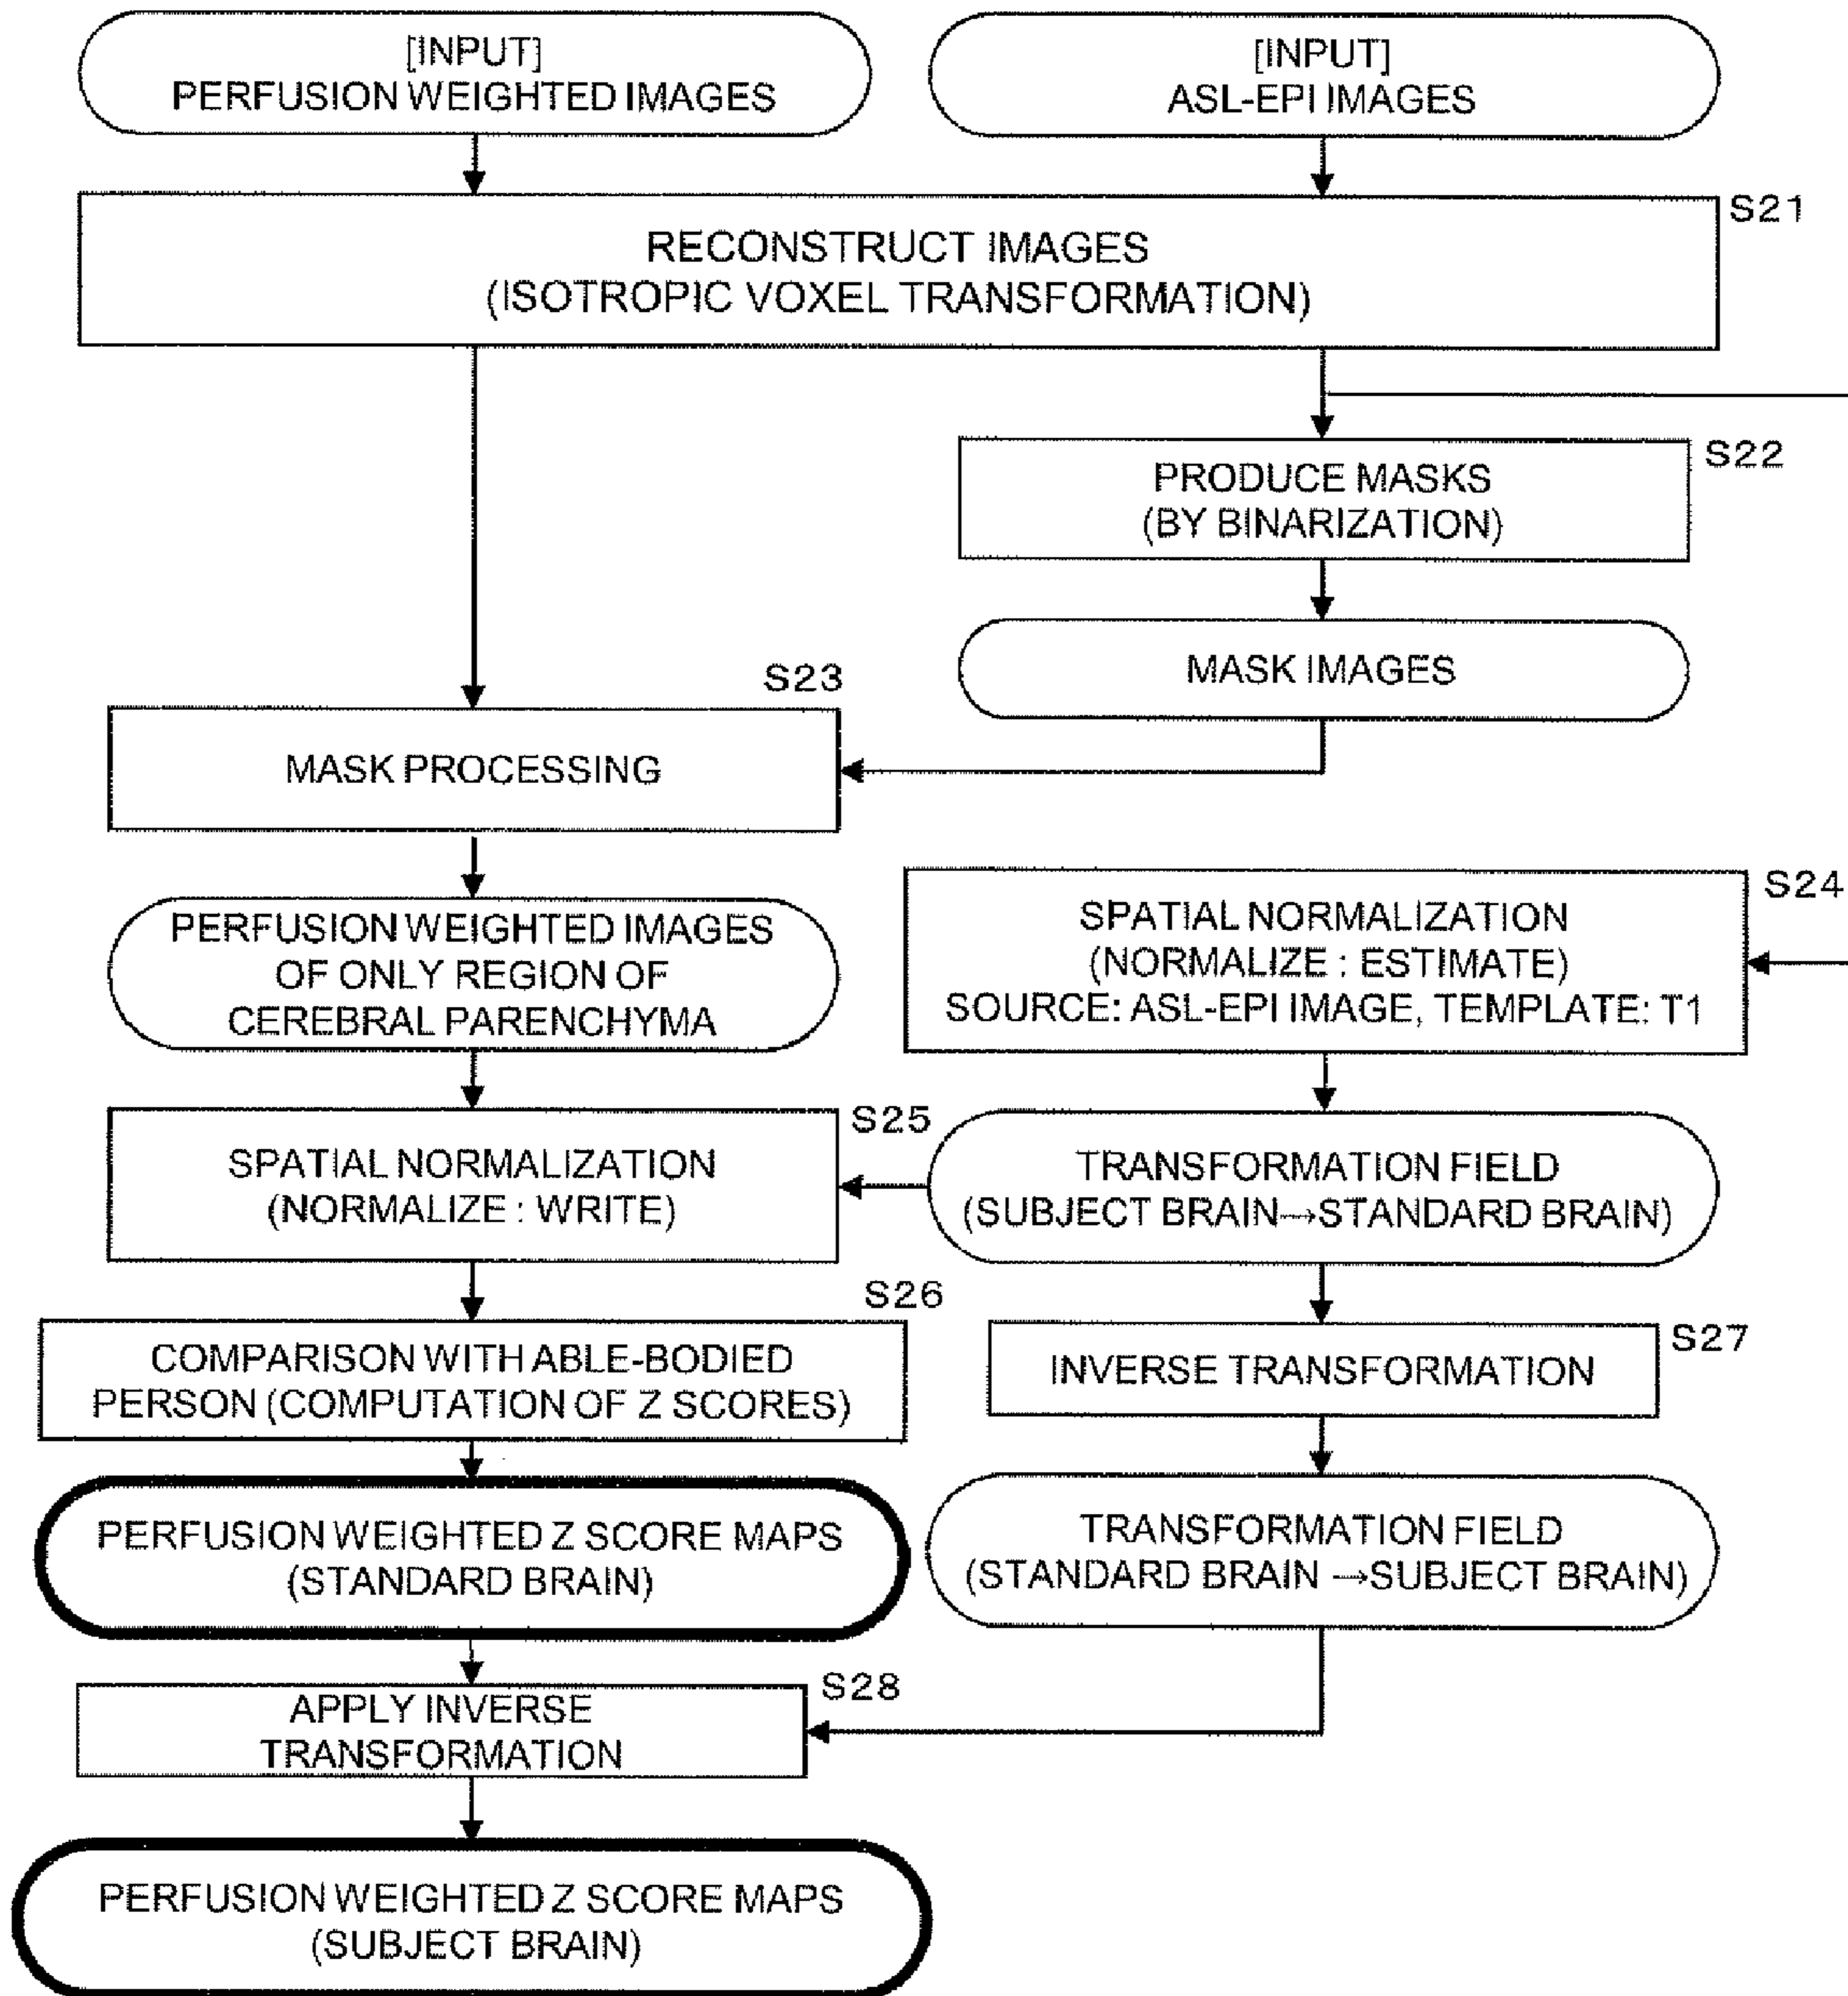 [INPUT]
PERFUSION WEIGHTED IMAGES
[INPUT]
ASL-EPI IMAGES
S21
RECONSTRUCT IMAGES
(ISOTROPIC VOXEL TRANSFORMATION)
S22
PRODUCE MASKS
(BY BINARIZATION)
MASK IMAGES
S23
MASK PROCESSING
PERFUSION WEIGHTED IMAGES
OF ONLY REGION OF
CEREBRAL PARENCHYMA
S24
SPATIAL NORMALIZATION
(NORMALIZE : ESTIMATE)
SOURCE: ASL-EPI IMAGE, TEMPLATE: T1
S25
SPATIAL NORMALIZATION
(NORMALIZE : WRITE)
TRANSFORMATION FIELD
(SUBJECT BRAIN→STANDARD BRAIN)
S26
COMPARISON WITH ABLE-BODIED
PERSON (COMPUTATION OF Z SCORES)
S27
INVERSE TRANSFORMATION
PERFUSION WEIGHTED Z SCORE MAPS
(STANDARD BRAIN)
TRANSFORMATION FIELD
(STANDARD BRAIN →SUBJECT BRAIN)
S28
APPLY INVERSE
TRANSFORMATION
PERFUSION WEIGHTED Z SCORE MAPS
(SUBJECT BRAIN)